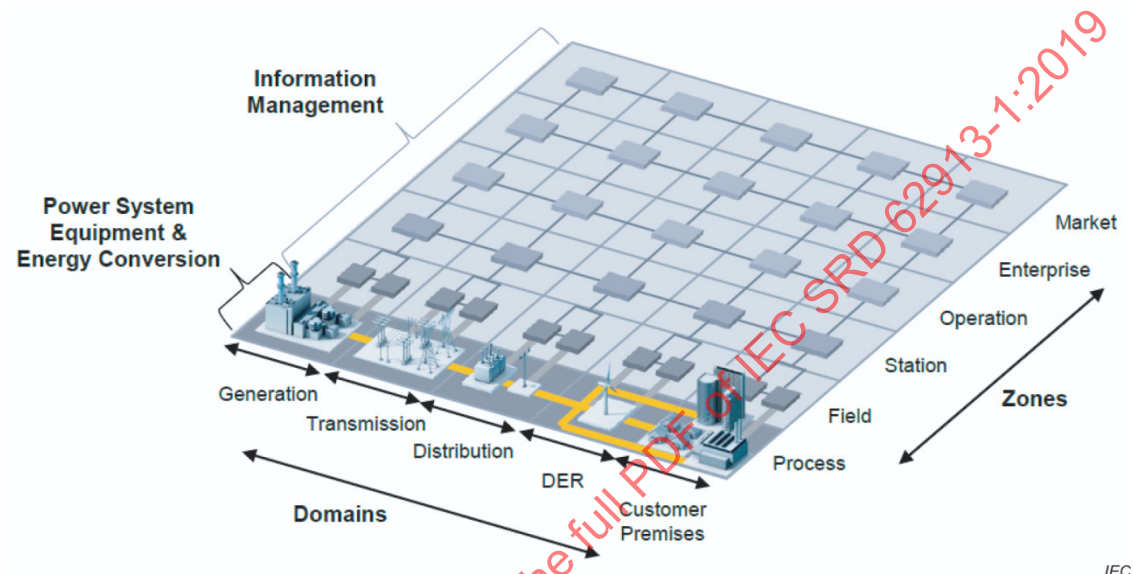 Information
Management
Power System
Equipment &
Energy Conversion
Market
Enterprise
Operation
Station
Field
Process
Zones
Generation
Transmission
Distribution
DER
Customer
Premises
Domains
he full PDF of IEC SRD 62913-1:2019
IEC